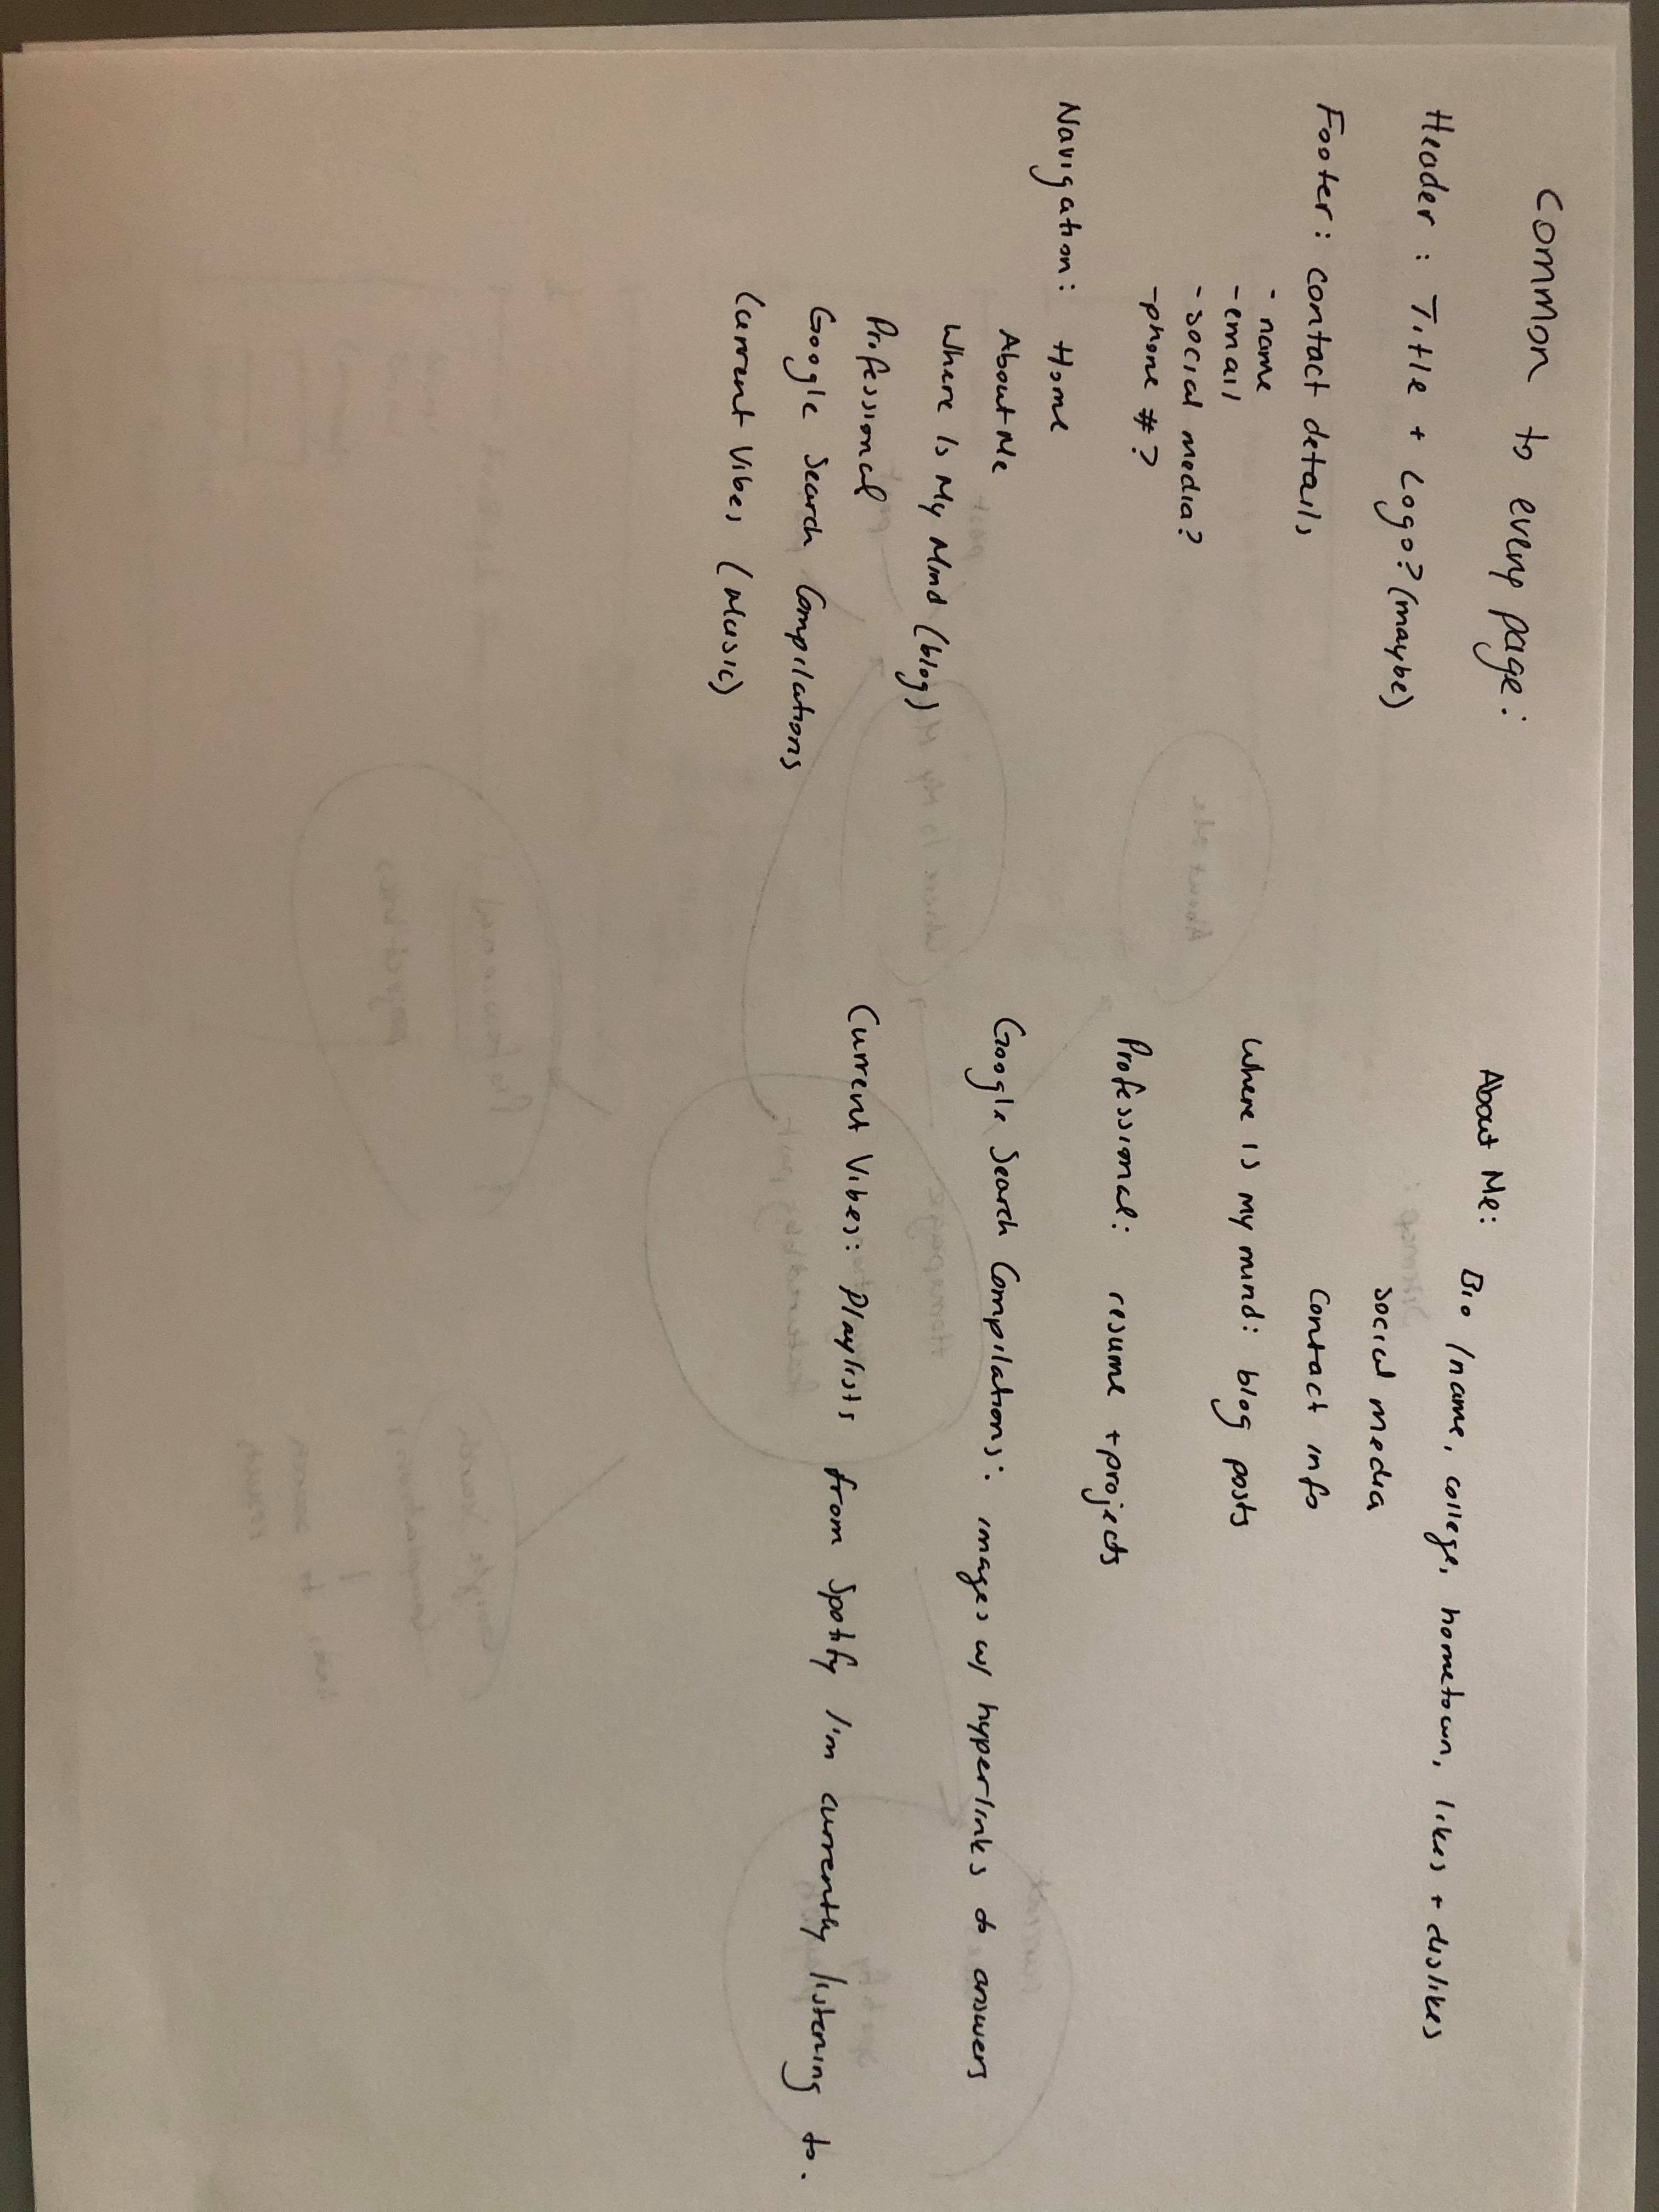 Common to every page:
Header: Title + Logo? (maybe)
Footer: contact details
- name
- email
- social media?
- phone #?
Navigation: Home
About Me
Where Is My Mind (blog)
Professional
Google Search Compilations
Current Vibes (Music)
About Me: Bio (name, college, hometown, likes + dislikes
social media
Contact info
Where is my mind: blog posts
Professional: resume + projects
Google Search Compilations: images w/ hyperlinks to answers
Current Vibes: Playlists from Spotify I'm currently listening to.